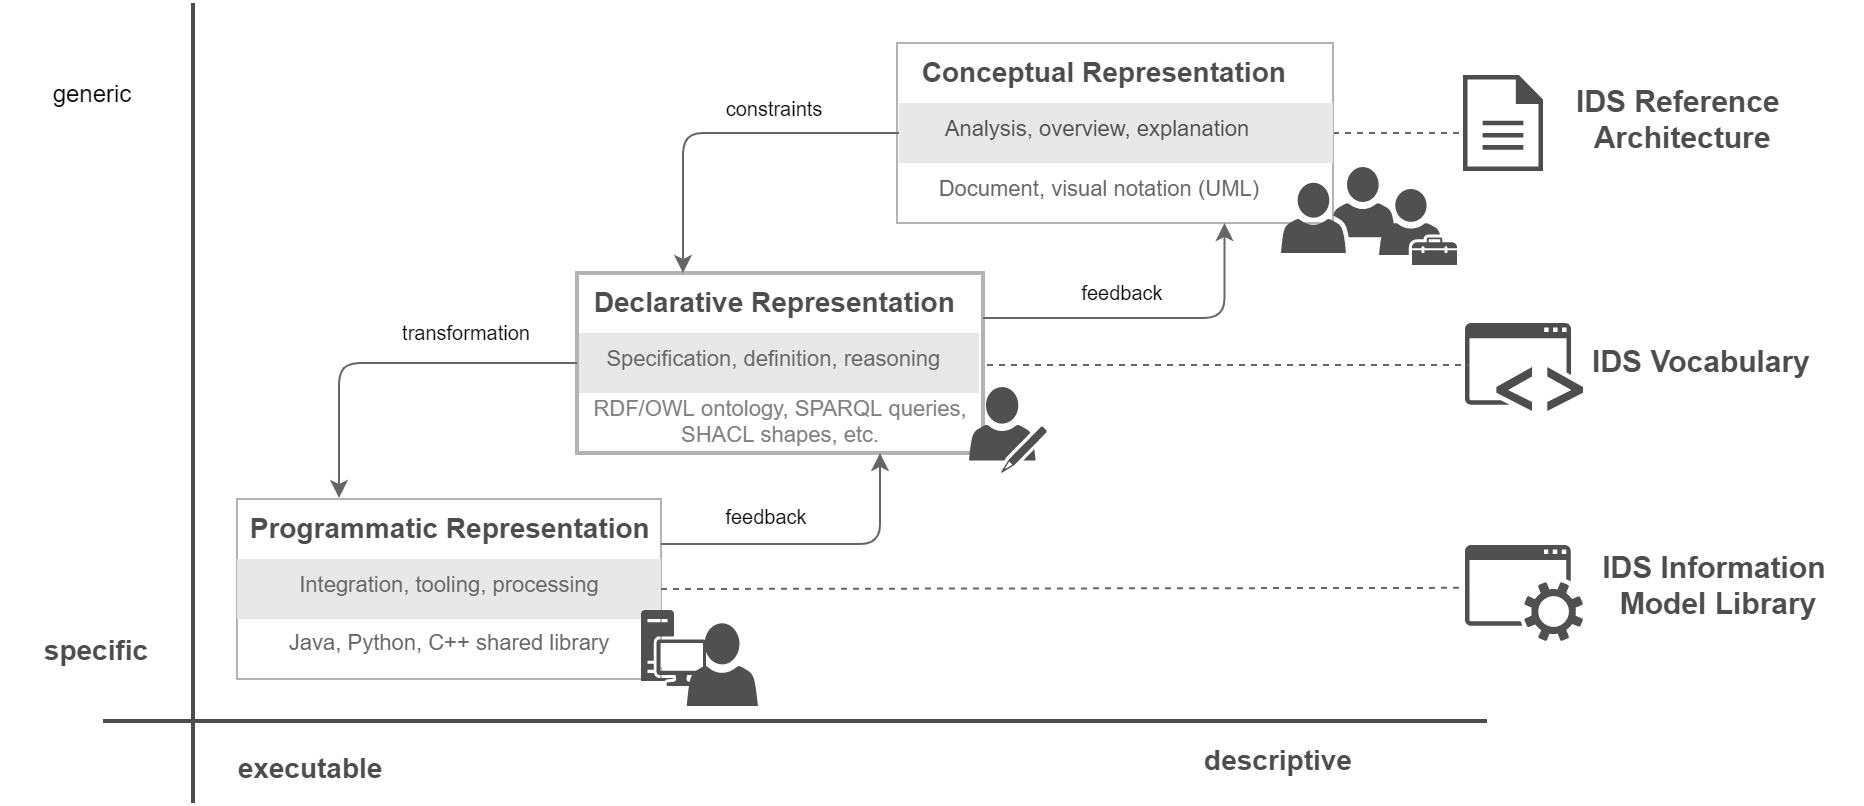 generic
Conceptual Representation
constraints
Analysis, overview, explanation
Document, visual notation (UML)
IDS Reference
Architecture
feedback
Declarative Representation
transformation
Specification, definition, reasoning
RDF/OWL ontology, SPARQL queries,
SHACL shapes, etc.
IDS Vocabulary
feedback
Programmatic Representation
Integration, tooling, processing
Java, Python, C++ shared library
IDS Information
Model Library
specific
executable
descriptive